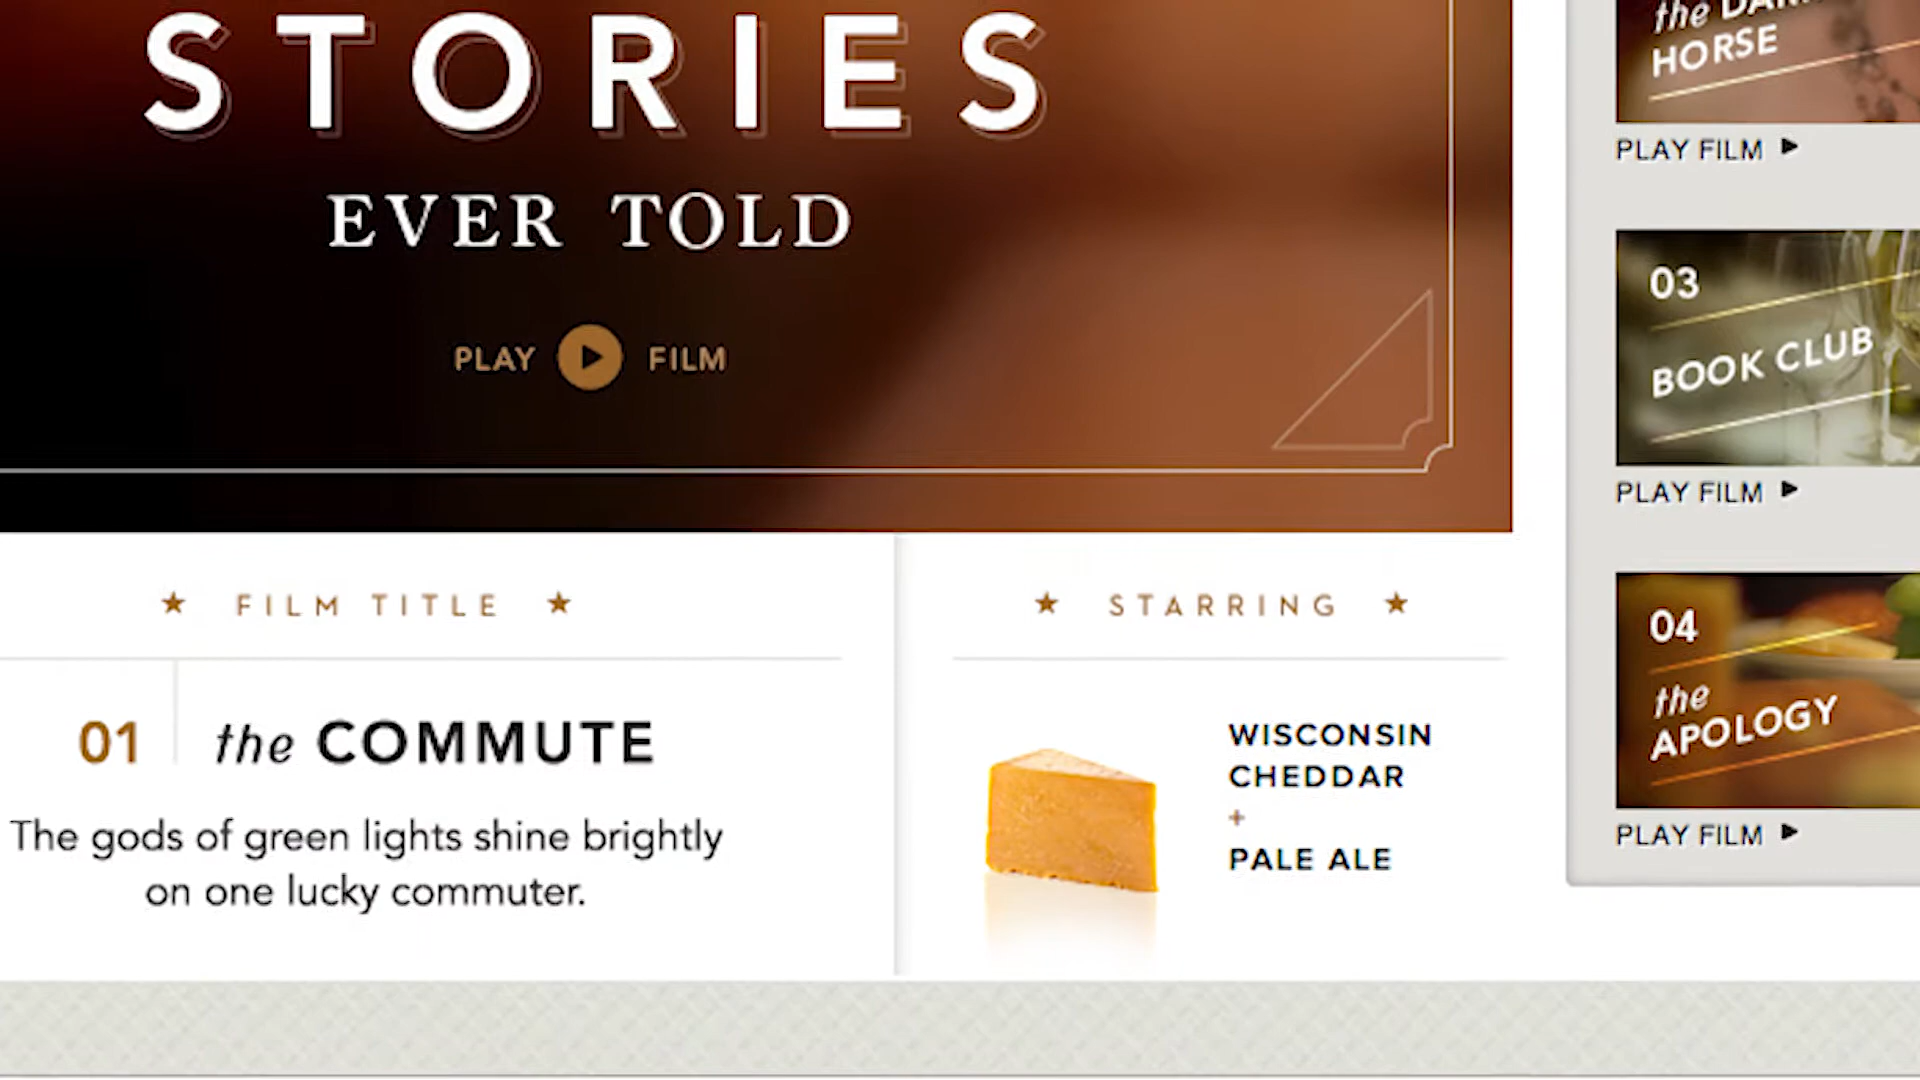 STORIES
EVER TOLD
PLAY FILM
★ FILM TITLE ★
01 the COMMUTE
The gods of green lights shine brightly
on one lucky commuter.
★ STARRING ★
WISCONSIN
CHEDDAR
+
PALE ALE
the
HORSE
PLAY FILM
03
BOOK CLUB
PLAY FILM
04
the
APOLOGY
PLAY FILM